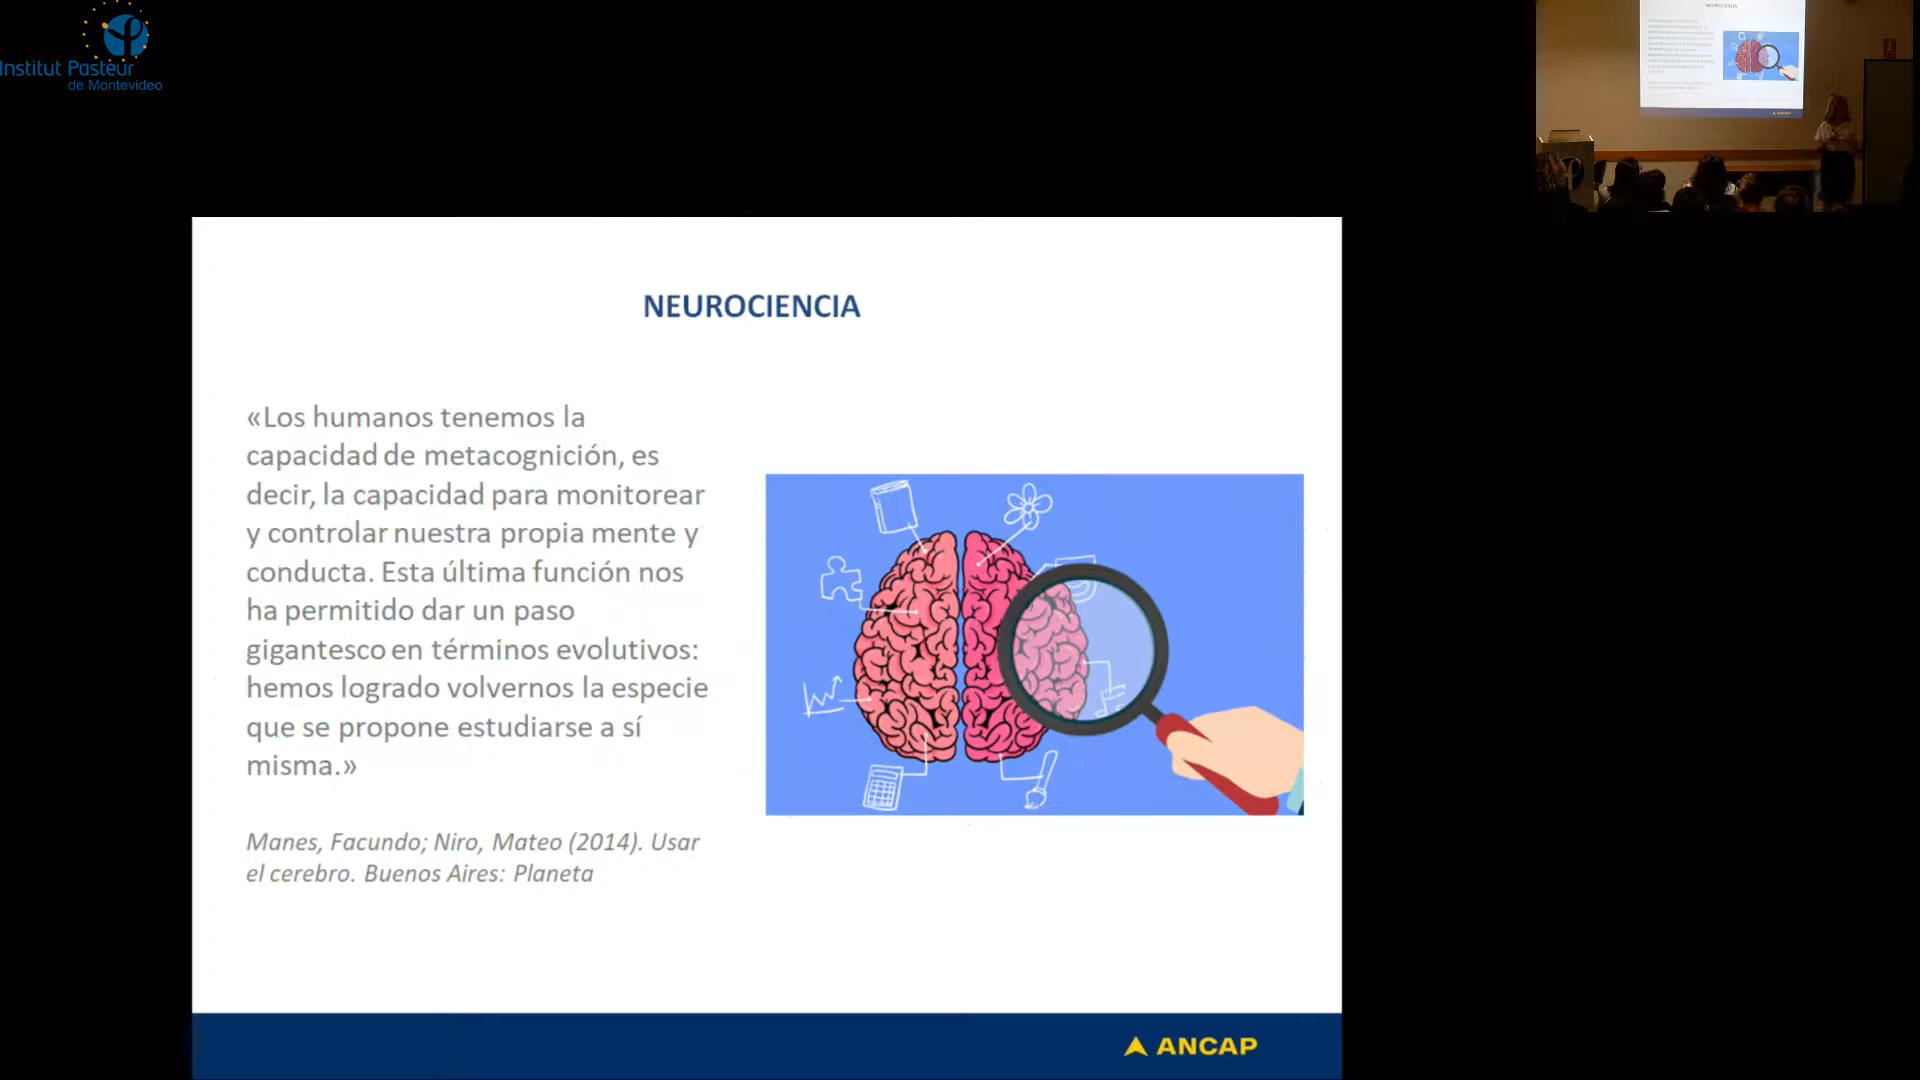 Institut Pasteur
de Montevideo
NEUROCIENCIA
NEUROCIENCIA
«Los humanos tenemos la
capacidad de metacognición, es
decir, la capacidad para monitorear
y controlar nuestra propia mente y
conducta. Esta última función nos
ha permitido dar un paso
gigantesco en términos evolutivos:
hemos logrado volvernos la especie
que se propone estudiarse a sí
misma.»
Manes, Facundo; Niro, Mateo (2014). Usar
el cerebro. Buenos Aires: Planeta
ANCAP